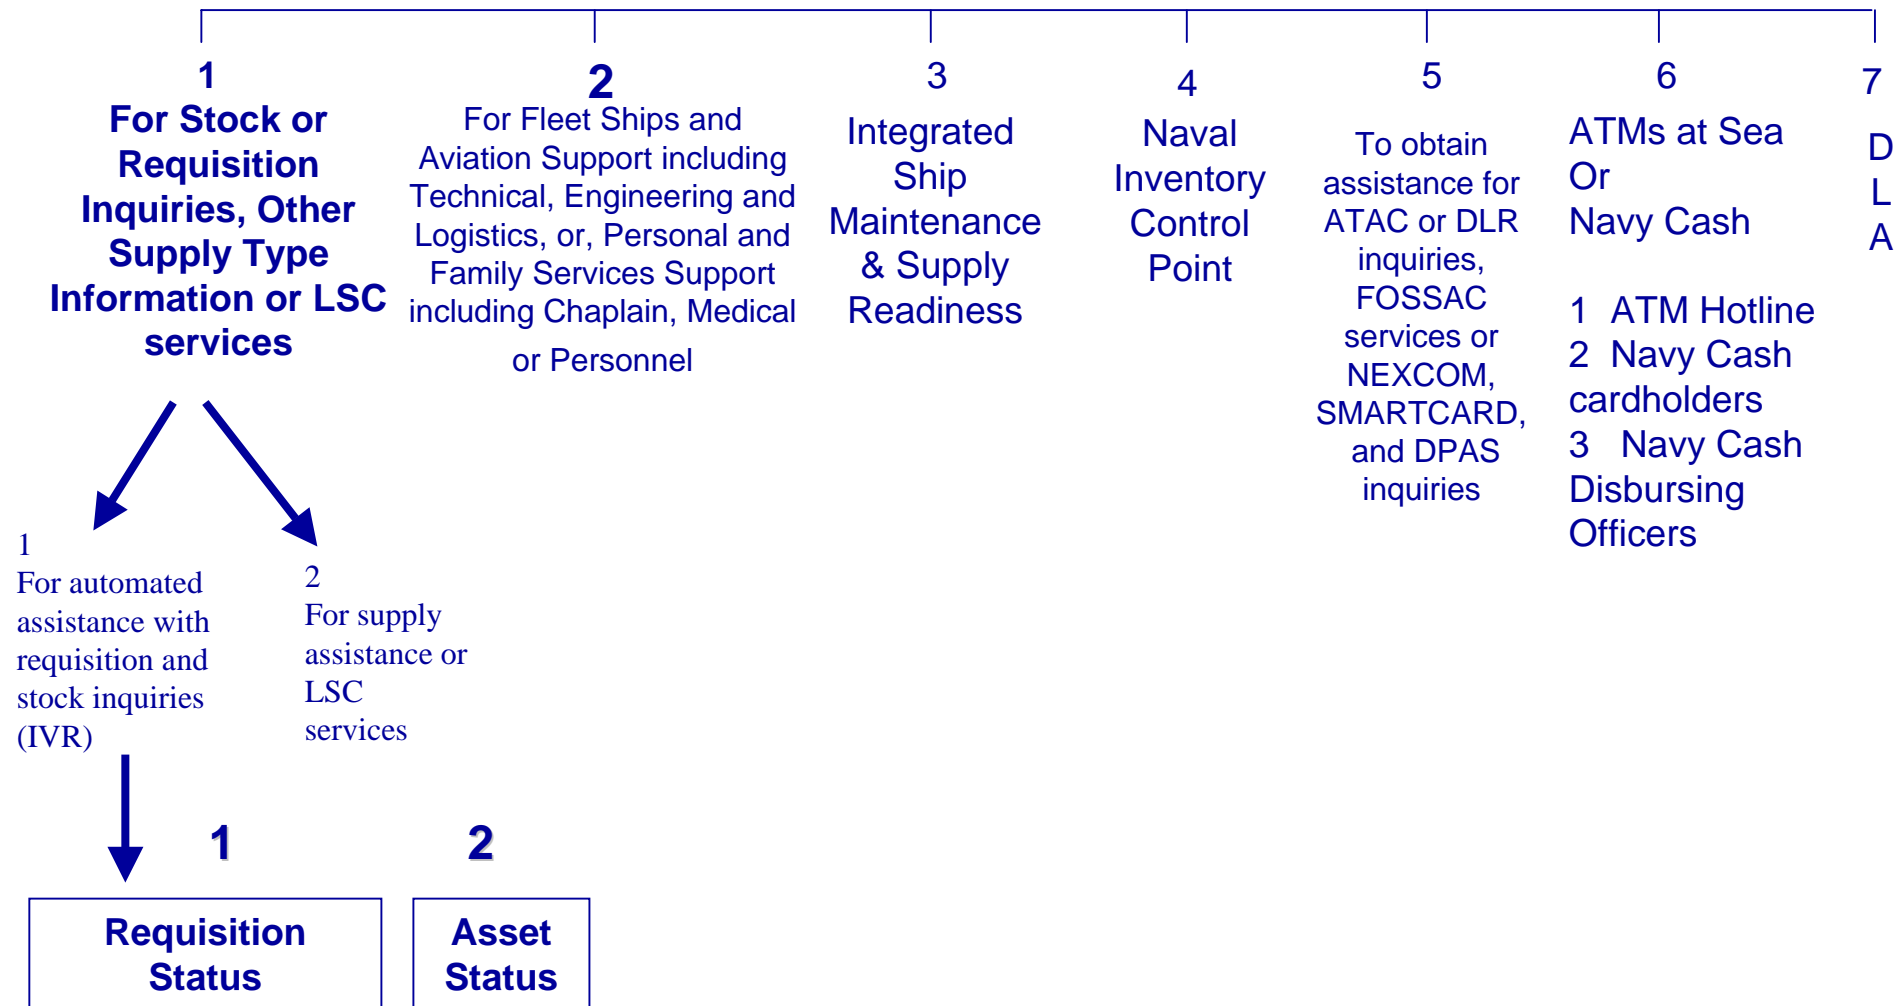 1
For Stock or
Requisition
Inquiries, Other
Supply Type
Information or LSC
services
2
For Fleet Ships and
Aviation Support including
Technical, Engineering and
Logistics, or, Personal and
Family Services Support
including Chaplain, Medical
or Personnel
3
Integrated
Ship
Maintenance
& Supply
Readiness
4
Naval
Inventory
Control
Point
5
To obtain
assistance for
ATAC or DLR
inquiries,
FOSSAC
services or
NEXCOM,
SMARTCARD,
and DPAS
inquiries
6
ATMs at Sea
Or
Navy Cash
1 ATM Hotline
2 Navy Cash
cardholders
3 Navy Cash
Disbursing
Officers
7
D
L
A
1
For automated
assistance with
requisition and
stock inquiries
(IVR)
2
For supply
assistance or
LSC
services
1
Requisition
Status
2
Asset
Status